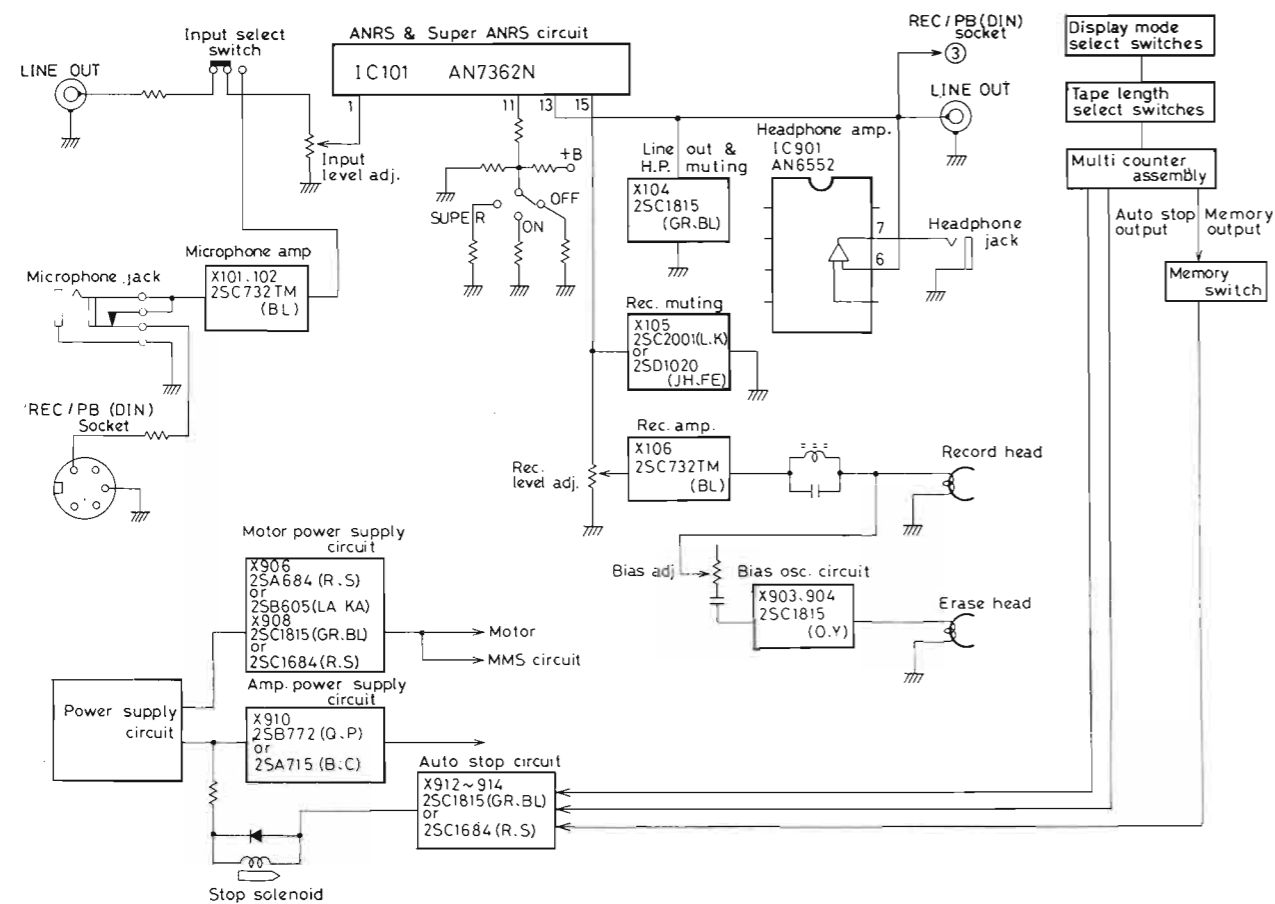 Input select
switch
LINE OUT
ANRS & Super ANRS circuit
IC101 AN7362N
1
11
13
15
Input
level adj.
+B
OFF
SUPER
ON
REC/PB(DIN)
socket
3
LINE OUT
Line out &
H.P. muting
X104
2SC1815
(GR.BL)
Headphone amp.
IC901
AN6552
7
6
Headphone
jack
Display mode
select switches
Tape length
select switches
Multi counter
assembly
Auto stop
output
Memory
output
Memory
switch
Microphone amp
X101.102
2SC732TM
(BL)
Microphone jack
REC/PB (DIN)
Socket
Rec. muting
X105
2SC2001(L.K)
or
2SD1020
(JH.FE)
Rec. amp.
X106
2SC732TM
(BL)
Rec.
level adj.
Record head
Bias adj
Bias osc. circuit
X903.904
2SC1815
(O.Y)
Erase head
Motor power supply
circuit
X906
2SA684(R.S)
or
2SB605(LA KA)
X908
2SC1815(GR.BL)
or
2SC1684(R.S)
Motor
MMS circuit
Power supply
circuit
Amp. power supply
circuit
X910
2SB772(Q.P)
or
2SA715(B.C)
Auto stop circuit
X912~914
2SC1815(GR.BL)
or
2SC1684(R.S)
Stop solenoid